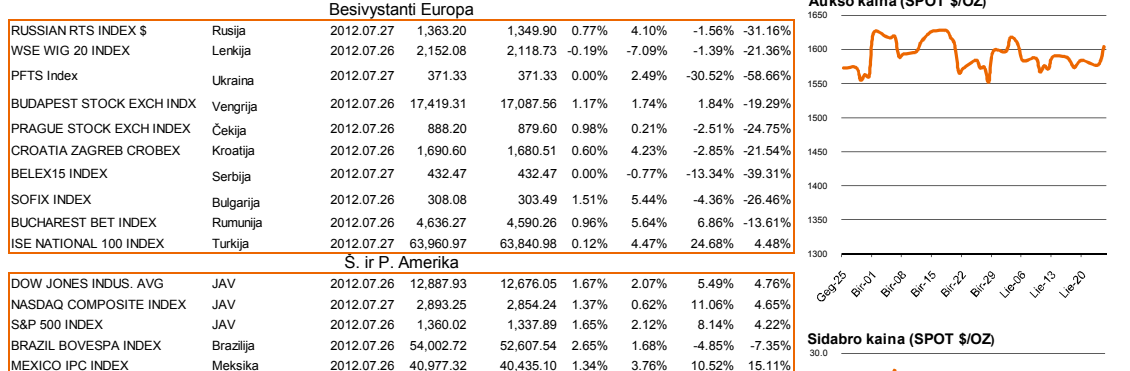 Besivystanti Europa
RUSSIAN RTS INDEX $ Rusija 2012.07.27 1,363.20 1,349.90 0.77% 4.10% -1.56% -31.16%
WSE WIG 20 INDEX Lenkija 2012.07.26 2,152.08 2,118.73 -0.19% -7.09% -1.39% -21.36%
PFTS Index Ukraina 2012.07.27 371.33 371.33 0.00% 2.49% -30.52% -58.66%
BUDAPEST STOCK EXCH INDX Vengrija 2012.07.26 17,419.31 17,087.56 1.17% 1.74% 1.84% -19.29%
PRAGUE STOCK EXCH INDEX Čekija 2012.07.26 888.20 879.60 0.98% 0.21% -2.51% -24.75%
CROATIA ZAGREB CROBEX Kroatija 2012.07.26 1,690.60 1,680.51 0.60% 4.23% -2.85% -21.54%
BELEX15 INDEX Serbija 2012.07.26 432.47 432.47 0.00% -0.77% -13.34% -39.31%
SOFIX INDEX Bulgarija 2012.07.26 308.08 303.49 1.51% 5.44% -4.36% -26.46%
BUCHAREST BET INDEX Rumunija 2012.07.26 4,636.27 4,590.26 0.96% 5.64% 6.86% -13.61%
ISE NATIONAL 100 INDEX Turkija 2012.07.27 63,960.97 63,840.98 0.12% 4.47% 24.68% 4.48%
Š. ir P. Amerika
DOW JONES INDUS. AVG JAV 2012.07.26 12,887.93 12,676.05 1.67% 2.07% 5.49% 4.76%
NASDAQ COMPOSITE INDEX JAV 2012.07.27 2,893.25 2,854.24 1.37% 0.62% 11.06% 4.65%
S&P 500 INDEX JAV 2012.07.26 1,360.02 1,337.89 1.65% 2.12% 8.14% 4.22%
BRAZIL BOVESPA INDEX Brazilija 2012.07.26 54,002.72 52,607.54 2.65% 1.68% -4.85% -7.35%
MEXICO IPC INDEX Meksika 2012.07.26 40,977.32 40,435.10 1.34% 3.76% 10.52% 15.11%
Aukso kaina (SPOT $/OZ)
1650
1600
1550
1500
1450
1400
1350
1300
Geg-25 Bir-01 Bir-08 Bir-15 Bir-22 Bir-29 Lie-06 Lie-13 Lie-20
Sidabro kaina (SPOT $/OZ)
30.0